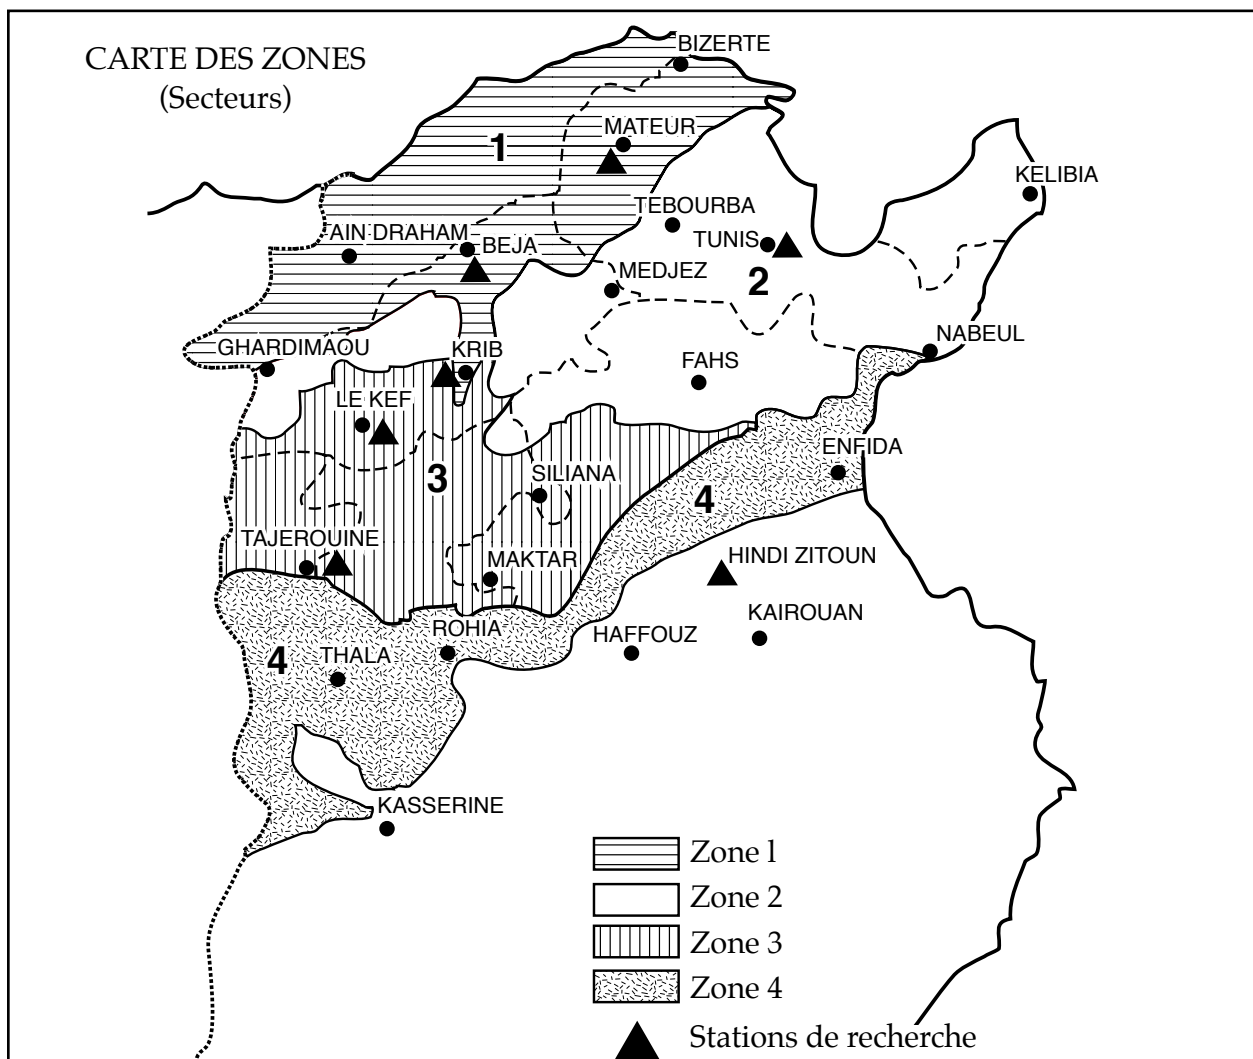 CARTE DES ZONES
(Secteurs)
BIZERTE
1
MATEUR
KELIBIA
TEBOURBA
AIN DRAHAM
BEJA
TUNIS
MEDJEZ
2
NABEUL
GHARDIMAOU
KRIB
FAHS
LE KEF
ENFIDA
3
SILIANA
4
TAJEROUINE
MAKTAR
HINDI ZITOUN
KAIROUAN
ROHIA
HAFFOUZ
4
THALA
KASSERINE
Zone 1
Zone 2
Zone 3
Zone 4
Stations de recherche